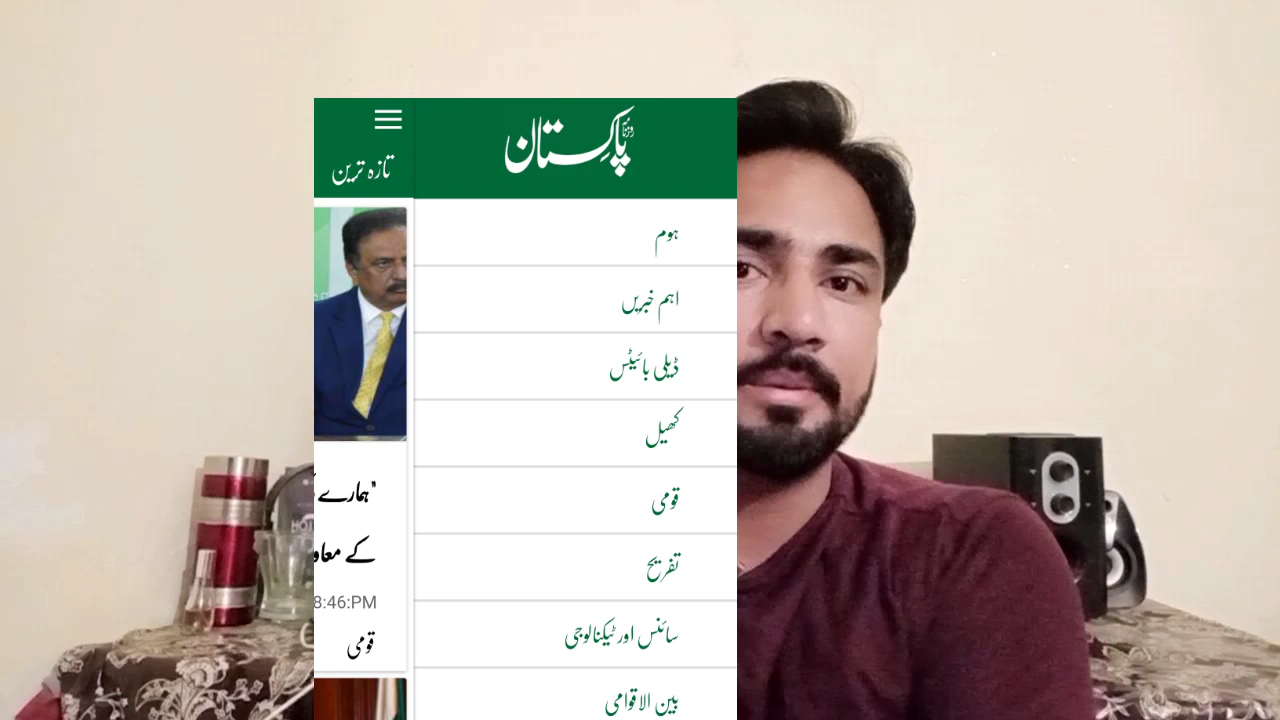 روزنامہ پاکستان
تازہ ترین
ہوم
اہم خبریں
ڈیلی بائیٹس
کھیل
قومی
تفریح
سائنس اور ٹیکنالوجی
بین الاقوامی
"ہمارے
کے معاو
8:46:PM
قومی